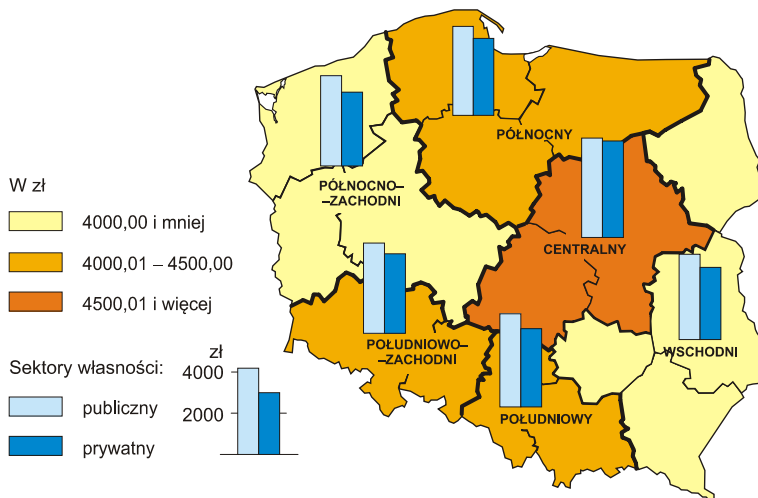 W zł
4000,00 i mniej
4000,01 – 4500,00
4500,01 i więcej
Sektory własności:
publiczny
prywatny
zł
4000
2000
PÓŁNOCNY
PÓŁNOCNO–
–ZACHODNI
CENTRALNY
POŁUDNIOWO–
–ZACHODNI
WSCHODNI
POŁUDNIOWY